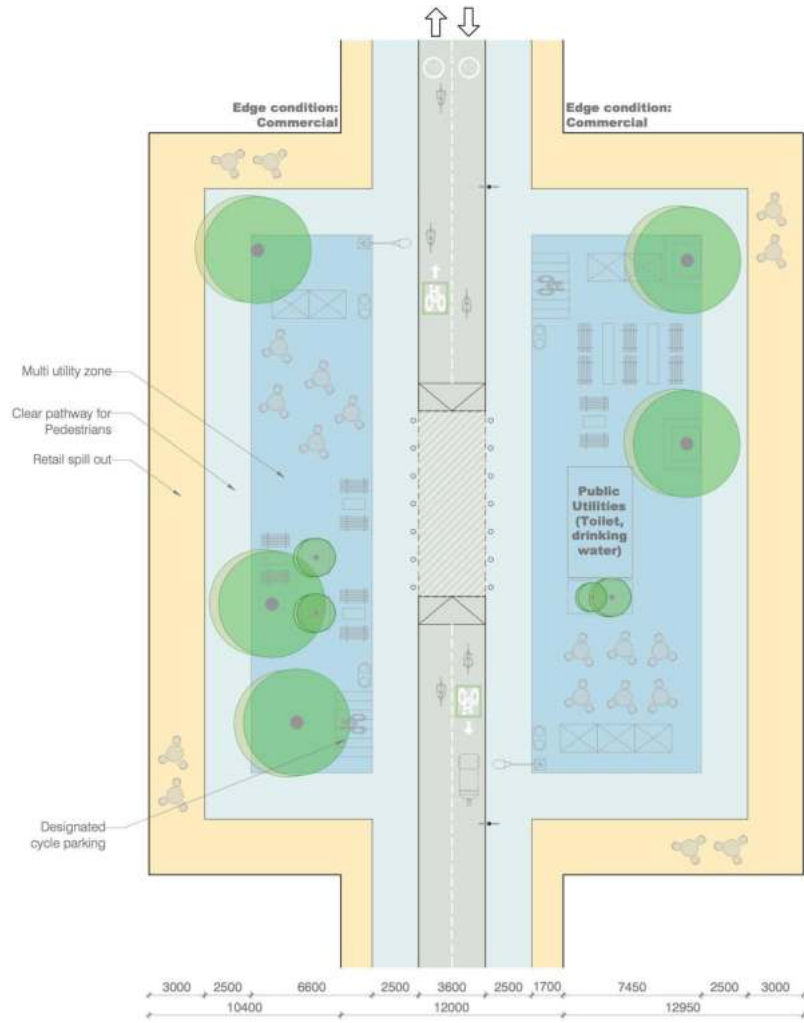 Edge condition:
Commercial
Edge condition:
Commercial
Multi utility zone
Clear pathway for
Pedestrians
Retail spill out
Public
Utilities
(Toilet,
drinking
water)
Designated
cycle parking
3000 2500 6600 2500 3600 2500 1700 7450 2500 3000
10400 12000 12950